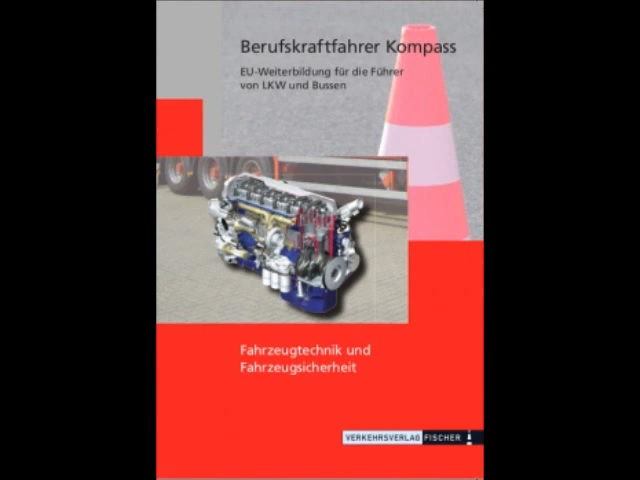 Berufskraftfahrer Kompass
EU-Weiterbildung für die Führer
von LKW und Bussen
Fahrzeugtechnik und
Fahrzeugsicherheit
VERKEHRSVERLAG FISCHER